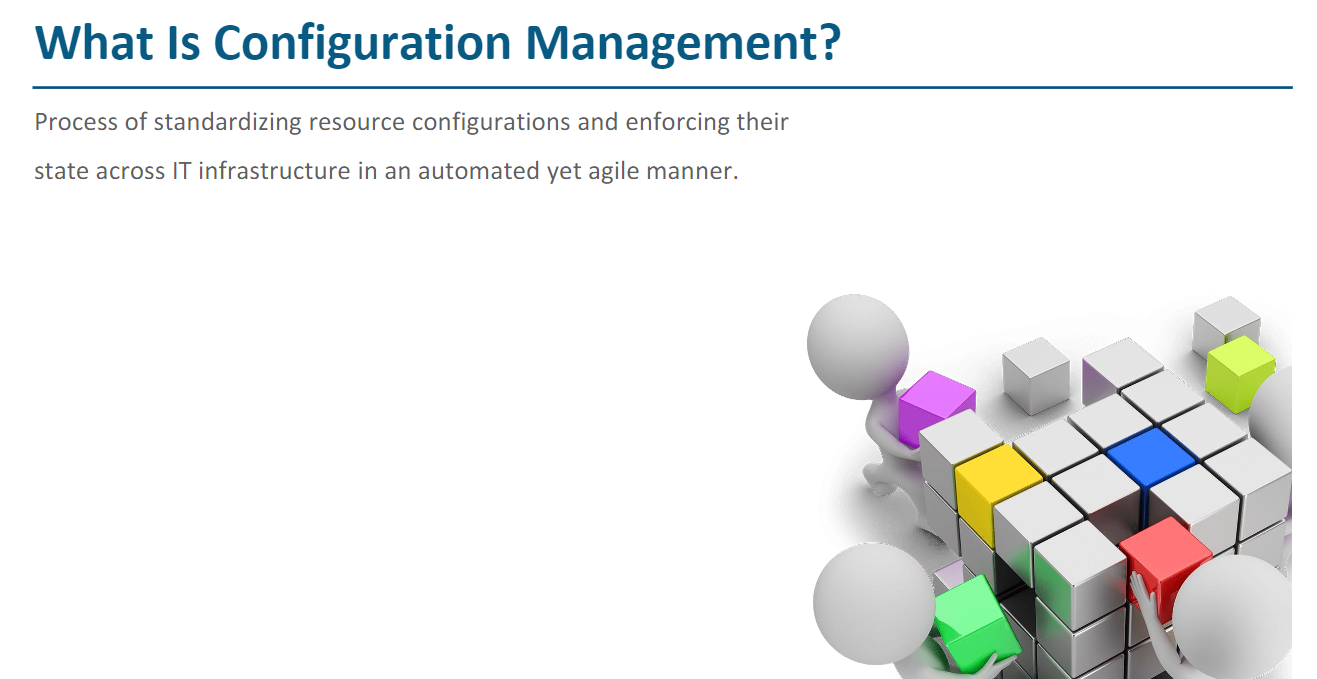 What Is Configuration Management?
Process of standardizing resource configurations and enforcing their
state across IT infrastructure in an automated yet agile manner.